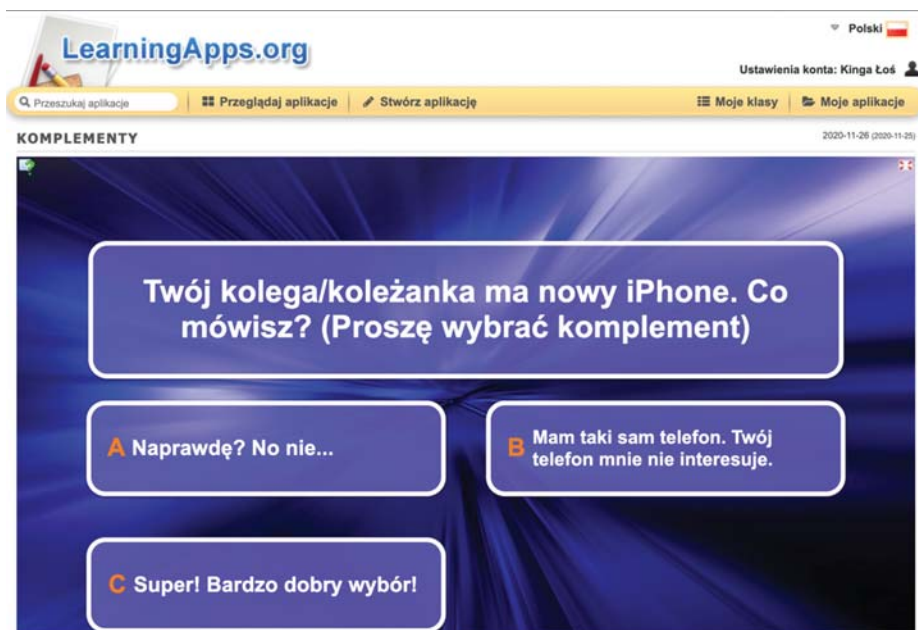 LearningApps.org
Polski
Ustawienia konta: Kinga Łoś
Przeszukaj aplikacje
Przeglądaj aplikacje
Stwórz aplikację
Moje klasy
Moje aplikacje
KOMPLEMENTY
2020-11-26 (2020-11-25)
Twój kolega/koleżanka ma nowy iPhone. Co
mówisz? (Proszę wybrać komplement)
A Naprawdę? No nie...
B Mam taki sam telefon. Twój
telefon mnie nie interesuje.
C Super! Bardzo dobry wybór!